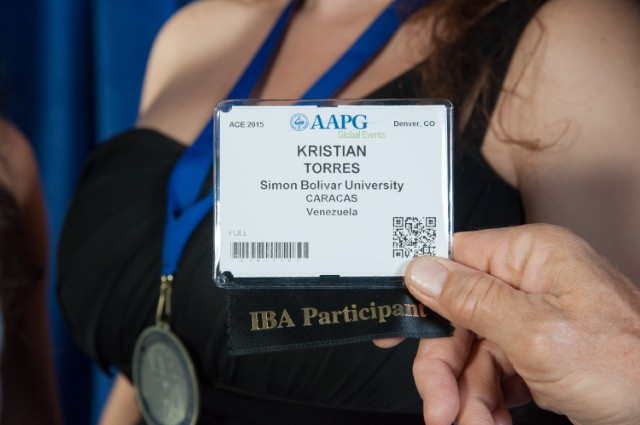 ACE 2015 AAPG Denver, CO
Global Events
KRISTIAN
TORRES
Simon Bolivar University
CARACAS
Venezuela
FULL
IBA Participant